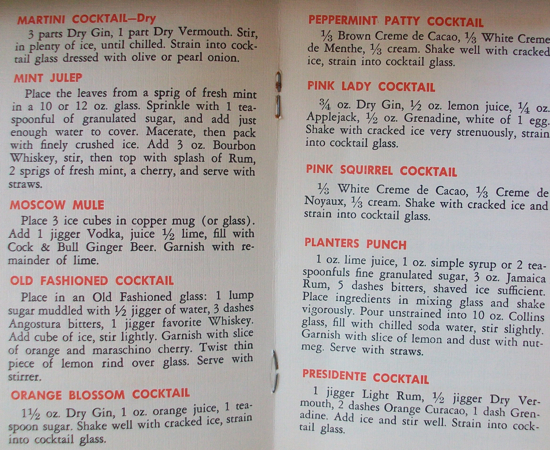 MARTINI COCKTAIL—Dry
3 parts Dry Gin, 1 part Dry Vermouth. Stir,
in plenty of ice, until chilled. Strain into cock-
tail glass dressed with olive or pearl onion.
MINT JULEP
Place the leaves from a sprig of fresh mint
in a 10 or 12 oz. glass. Sprinkle with 1 tea-
spoonful of granulated sugar, and add just
enough water to cover. Macerate, then pack
with finely crushed ice. Add 3 oz. Bourbon
Whiskey, stir, then top with splash of Rum,
2 sprigs of fresh mint, a cherry, and serve with
straws.
MOSCOW MULE
Place 3 ice cubes in copper mug (or glass).
Add 1 jigger Vodka, juice ½ lime, fill with
Cock & Bull Ginger Beer. Garnish with re-
mainder of lime.
OLD FASHIONED COCKTAIL
Place in an Old Fashioned glass: 1 lump
sugar muddled with ½ jigger of water, 3 dashes
Angostura bitters, 1 jigger favorite Whiskey.
Add cube of ice, stir lightly. Garnish with slice
of orange and maraschino cherry. Twist thin
piece of lemon rind over glass. Serve with
stirrer.
ORANGE BLOSSOM COCKTAIL
1½ oz. Dry Gin, 1 oz. orange juice, 1 tea-
spoon sugar. Shake well with cracked ice, strain
into cocktail glass.
PEPPERMINT PATTY COCKTAIL
⅓ Brown Creme de Cacao, ⅓ White Creme
de Menthe, ⅓ cream. Shake well with cracked
ice, strain into cocktail glass.
PINK LADY COCKTAIL
¾ oz. Dry Gin, ½ oz. lemon juice, ¼ oz.
Applejack, ½ oz. Grenadine, white of 1 egg.
Shake with cracked ice very strenuously, strain
into cocktail glass.
PINK SQUIRREL COCKTAIL
⅓ White Creme de Cacao, ⅓ Creme de
Noyaux, ⅓ cream. Shake with cracked ice and
strain into cocktail glass.
PLANTERS PUNCH
1 oz. lime juice, 1 oz. simple syrup or 2 tea-
spoonfuls fine granulated sugar, 3 oz. Jamaica
Rum, 5 dashes bitters, shaved ice sufficient.
Place ingredients in mixing glass and shake
vigorously. Pour unstrained into 10 oz. Collins
glass, fill with chilled soda water, stir slightly.
Garnish with slice of lemon and dust with nut-
meg. Serve with straws.
PRESIDENTE COCKTAIL
1 jigger Light Rum, ½ jigger Dry Ver-
mouth, 2 dashes Orange Curacao, 1 dash Gren-
adine. Add ice and stir well. Strain into cock-
tail glass.